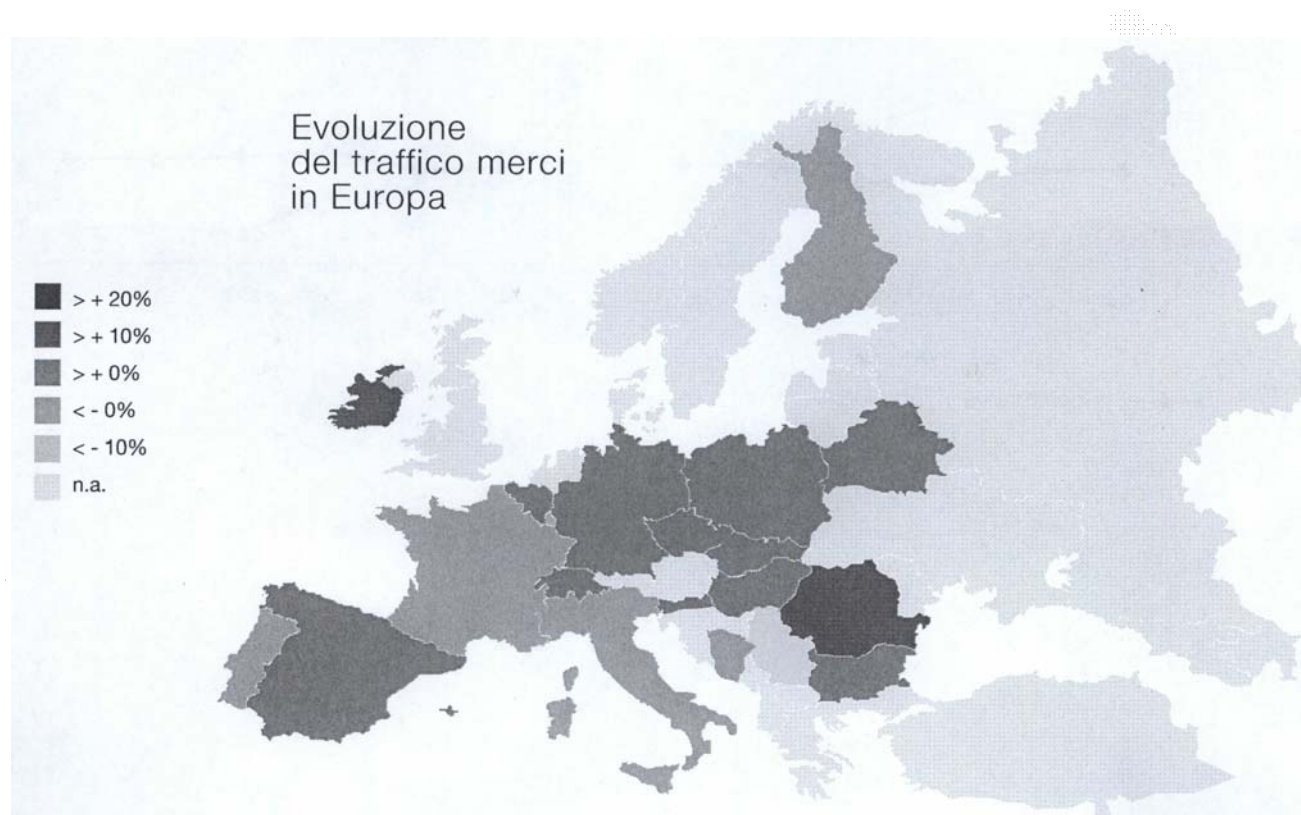 Evoluzione
del traffico merci
in Europa
> + 20%
> + 10%
> + 0%
< - 0%
< - 10%
n.a.